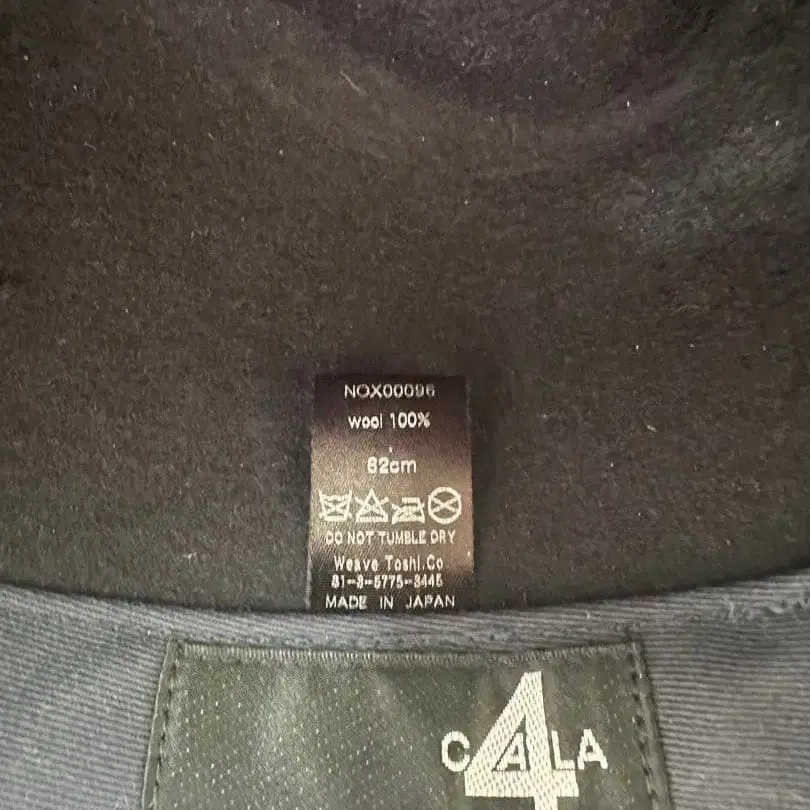 NOX00096
wool 100%
62cm
DO NOT TUMBLE DRY
Weave Toshi.Co
81-3-5775-3445
MADE IN JAPAN
CA4LA